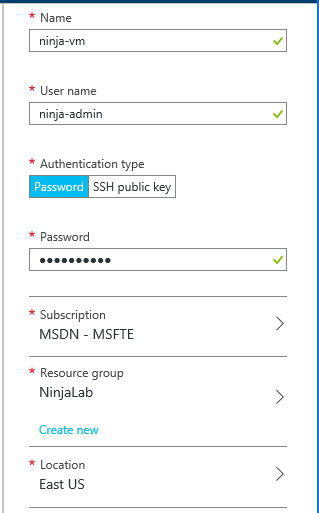 * Name
ninja-vm
* User name
ninja-admin
* Authentication type
Password SSH public key
* Password
●●●●●●●●●●
* Subscription
MSDN - MSFTE
* Resource group
NinjaLab
Create new
* Location
East US